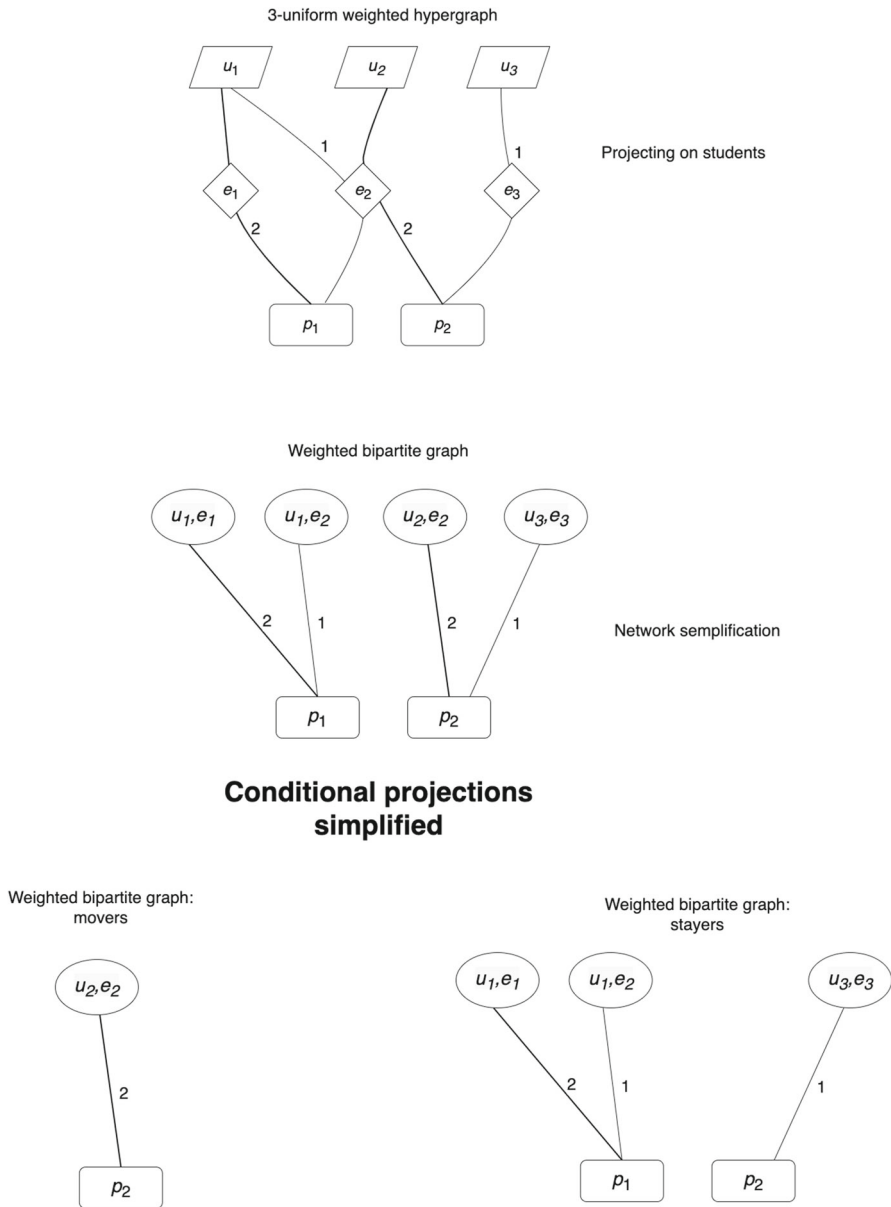 3-uniform weighted hypergraph
u1 u2 u3
1 1
Projecting on students
e1 e2 e3
2 2
p1 p2
Weighted bipartite graph
u1,e1 u1,e2 u2,e2 u3,e3
2 1 2 1
Network semplification
p1 p2
Conditional projections
simplified
Weighted bipartite graph:
movers
u2,e2
2
p2
Weighted bipartite graph:
stayers
u1,e1 u1,e2 u3,e3
2 1 1
p1 p2